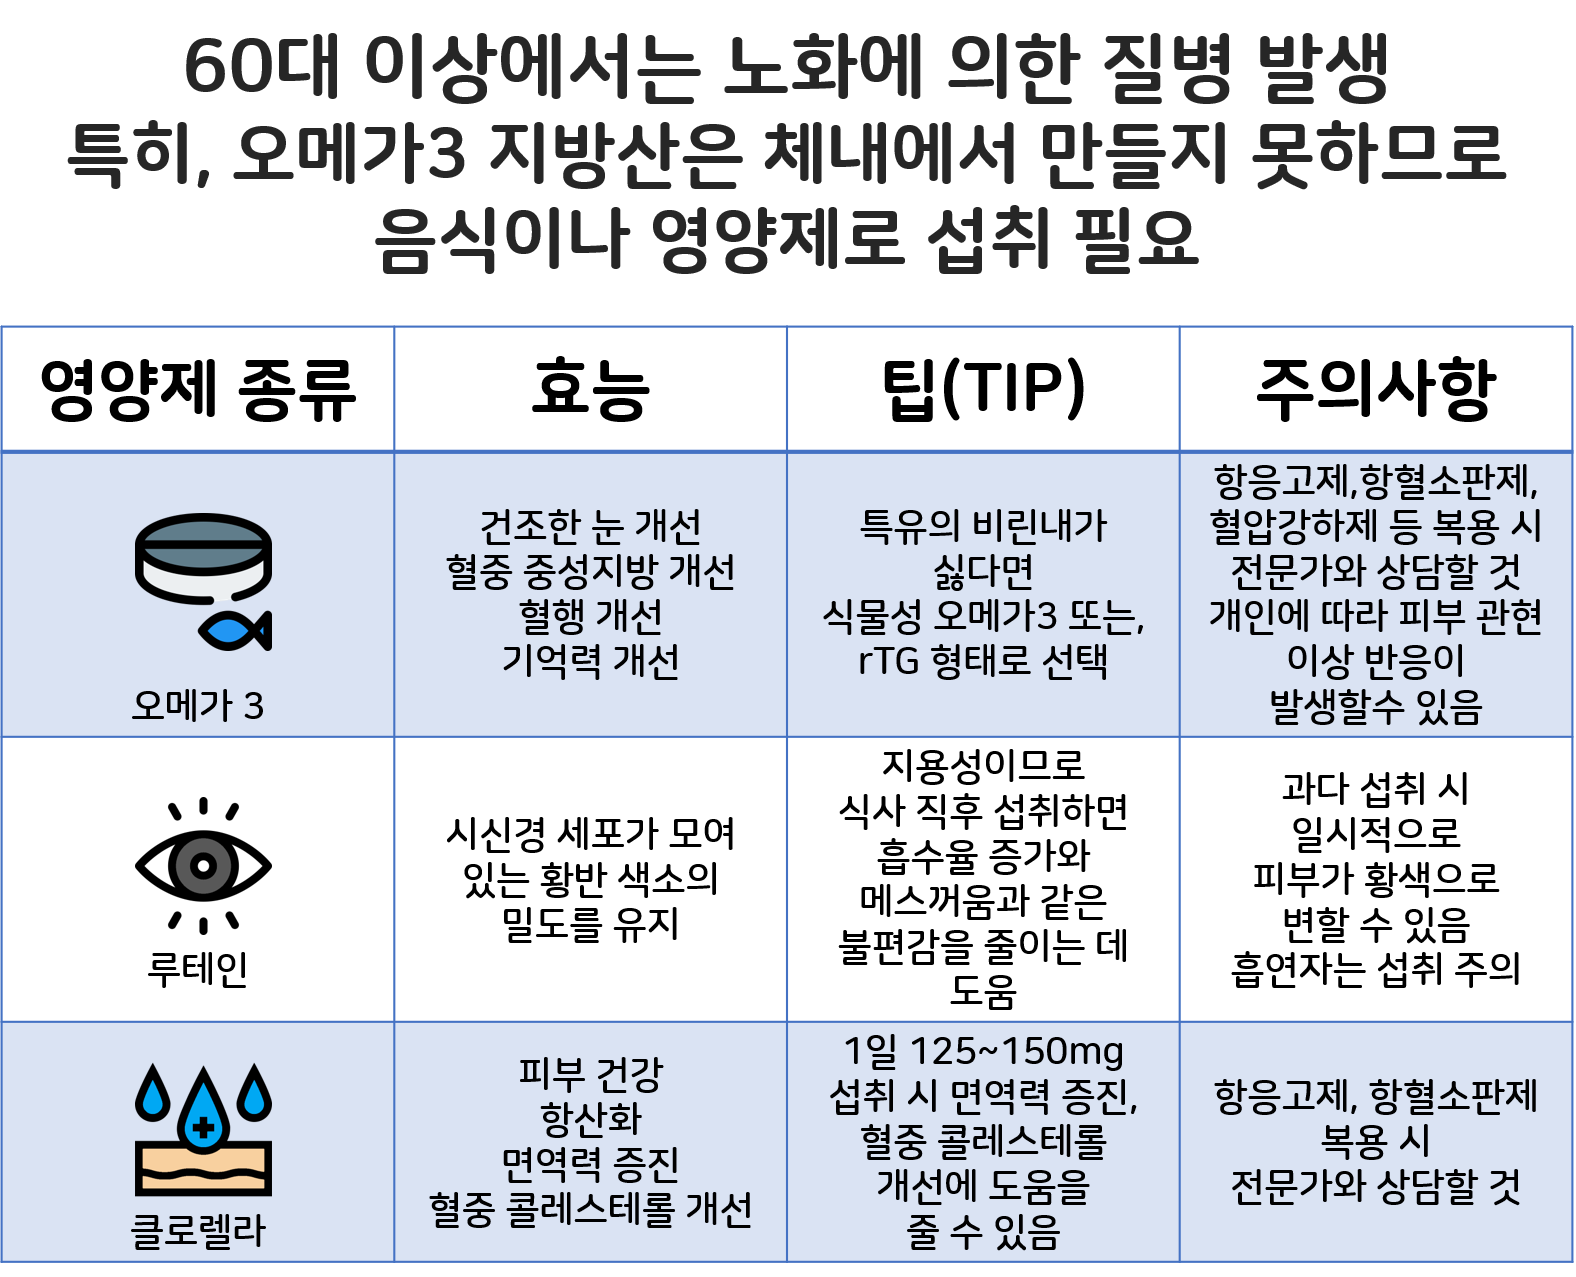 60대 이상에서는 노화에 의한 질병 발생
특히, 오메가3 지방산은 체내에서 만들지 못하므로
음식이나 영양제로 섭취 필요
영양제 종류
효능
팁(TIP)
주의사항
오메가 3
건조한 눈 개선
혈중 중성지방 개선
혈행 개선
기억력 개선
특유의 비린내가
싫다면
식물성 오메가3 또는,
rTG 형태로 선택
항응고제,항혈소판제,
혈압강하제 등 복용 시
전문가와 상담할 것
개인에 따라 피부 관현
이상 반응이
발생할수 있음
루테인
시신경 세포가 모여
있는 황반 색소의
밀도를 유지
지용성이므로
식사 직후 섭취하면
흡수율 증가와
메스꺼움과 같은
불편감을 줄이는 데
도움
과다 섭취 시
일시적으로
피부가 황색으로
변할 수 있음
흡연자는 섭취 주의
클로렐라
피부 건강
항산화
면역력 증진
혈중 콜레스테롤 개선
1일 125~150mg
섭취 시 면역력 증진,
혈중 콜레스테롤
개선에 도움을
줄 수 있음
항응고제, 항혈소판제
복용 시
전문가와 상담할 것